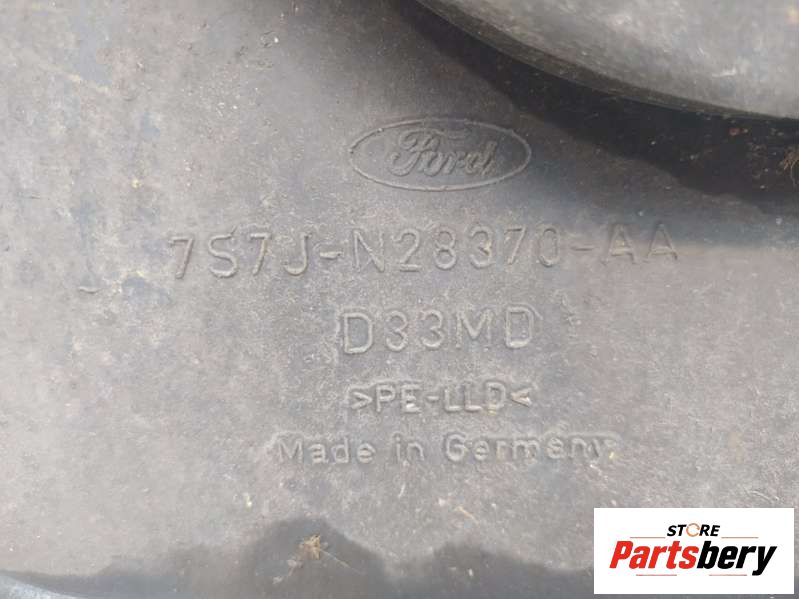 Ford
7S7J-N28370-AA
D33MD
>PE-LLD<
Made in Germany
STORE
Partsbery